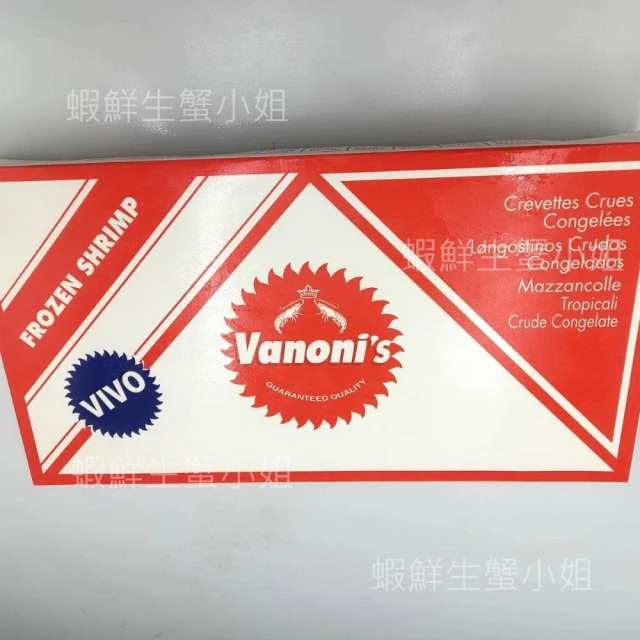 蝦鮮生蟹小姐
FROZEN SHRIMP
VIVO
Vanoni's
GUARANTEED QUALITY
Crevettes Crues
Congelées
Langostinos Crudos
Congelados
Mazzancolle
Tropicali
Crude Congelate
蝦鮮生蟹小姐
蝦鮮生蟹小姐
蝦鮮生蟹小姐